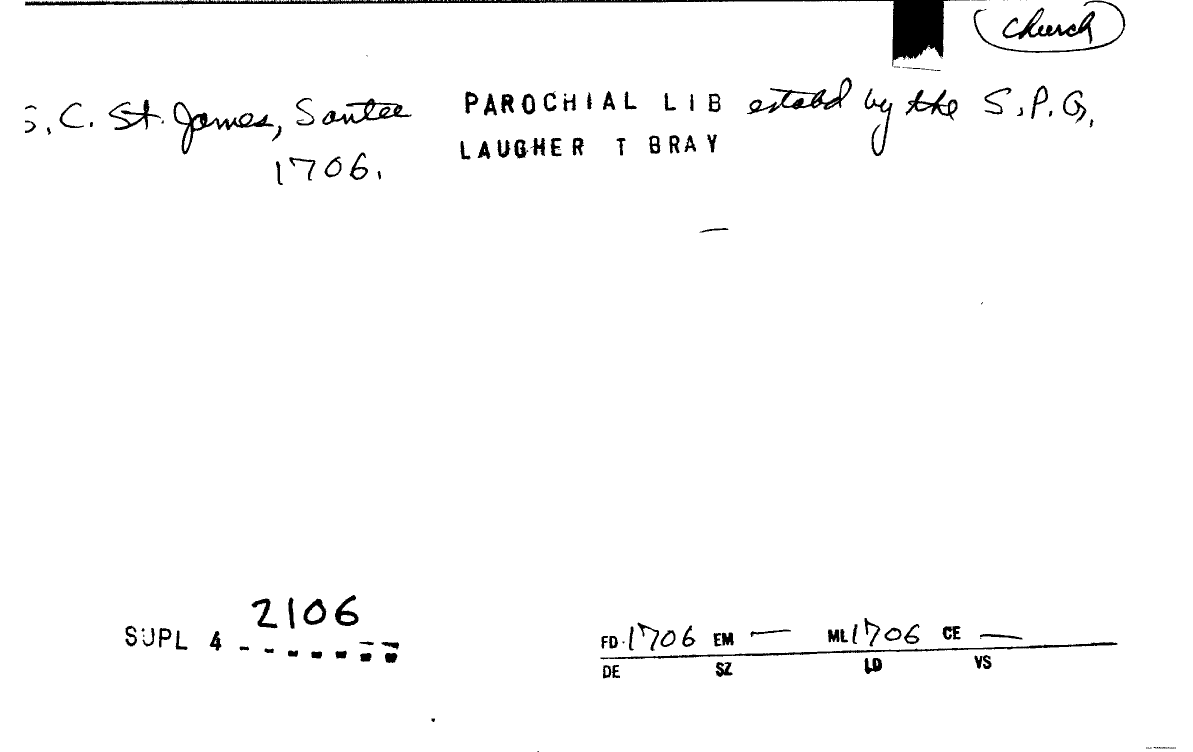 Church
S. C. St. James, Santee PAROCHIAL LIB estabd by the S.P.G.
1706. LAUGHER T BRAY
2106
SUPL 4
FD 1706 EM — ML 1706 CE —
DE SZ LD VS